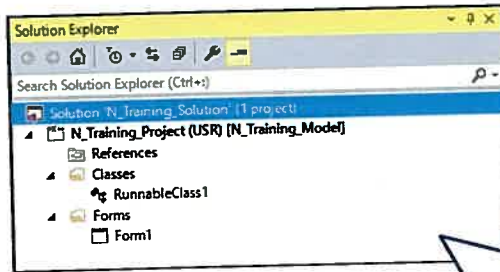 Solution Explorer
Search Solution Explorer (Ctrl+;)
Solution 'N_Training_Solution' (1 project)
N_Training_Project (USR) [N_Training_Model]
References
Classes
RunnableClass1
Forms
Form1